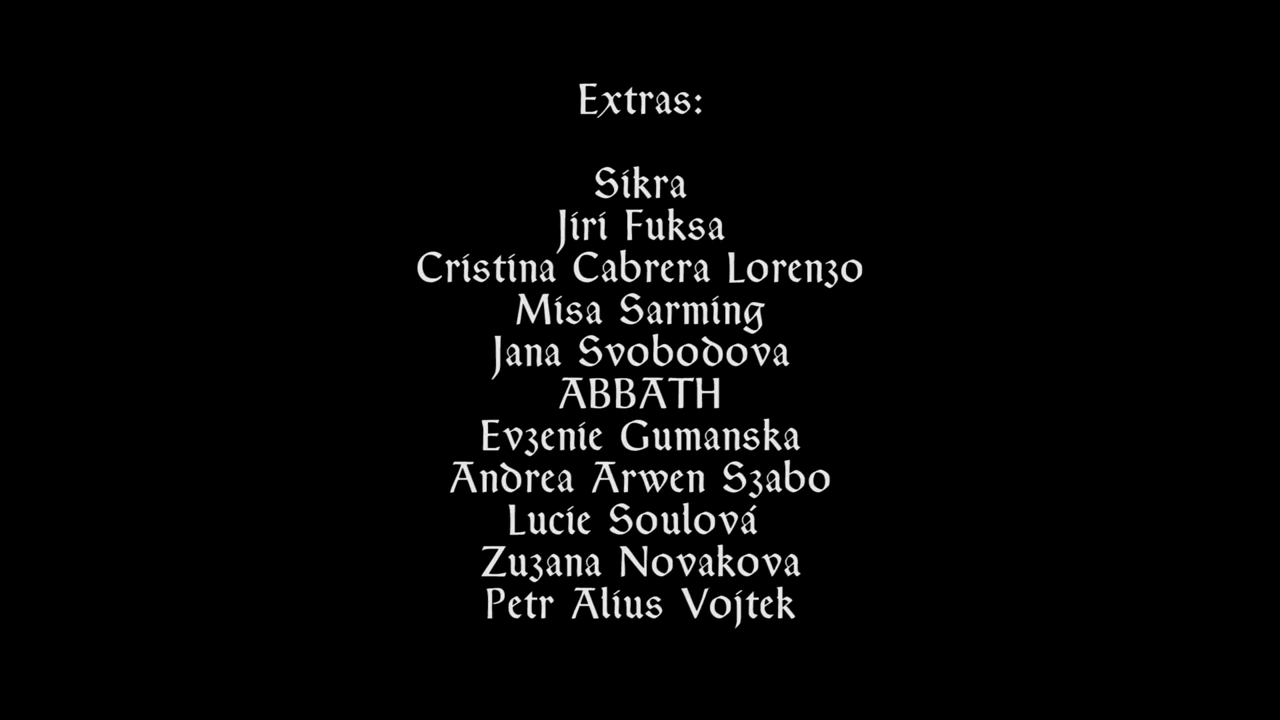 Extras:
Sikra
Jiri Fuksa
Cristina Cabrera Lorenzo
Misa Sarming
Jana Svobodova
ABBATH
Evzenie Gumanska
Andrea Arwen Szabo
Lucie Soulová
Zuzana Novakova
Petr Alius Vojtek